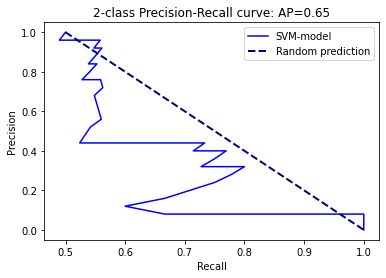 2-class Precision-Recall curve: AP=0.65
SVM-model
Random prediction
Precision
1.0
0.8
0.6
0.4
0.2
0.0
0.5
0.6
0.7
0.8
0.9
1.0
Recall